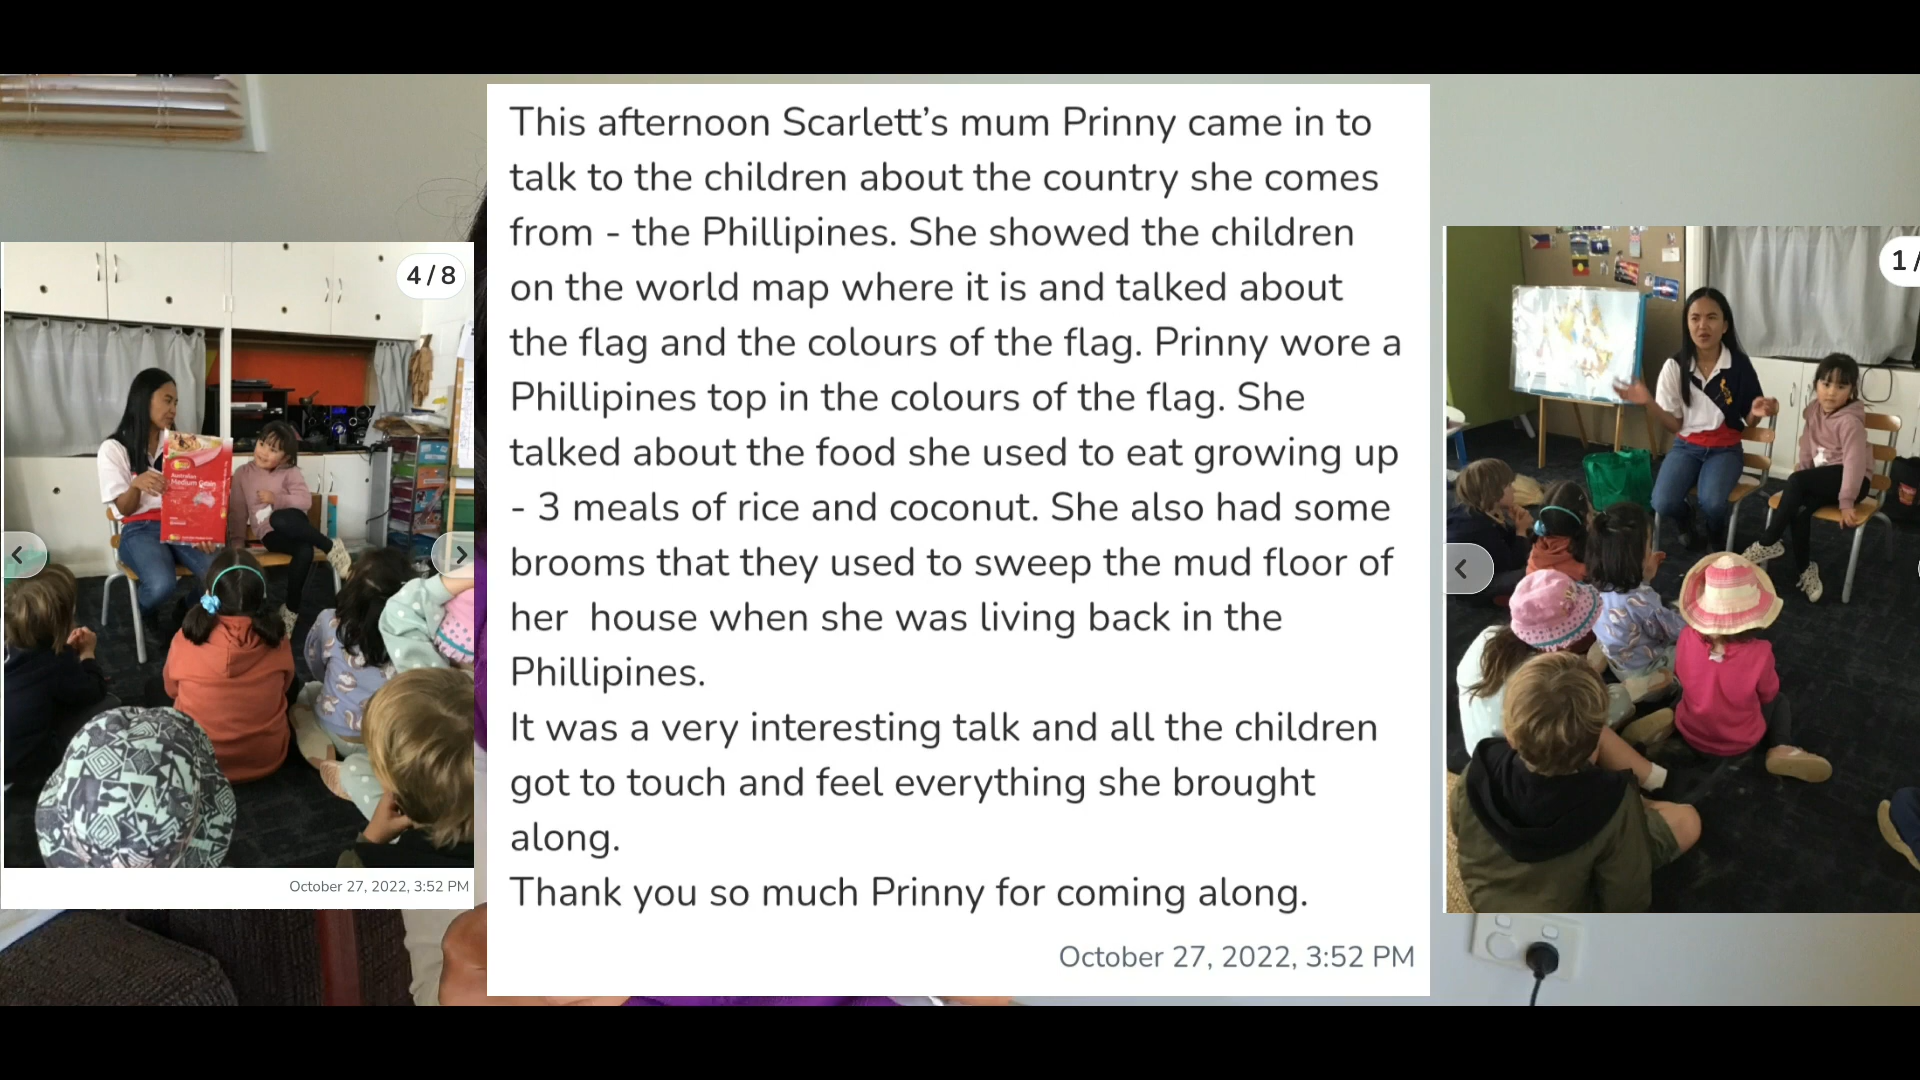 4 / 8
Australian
Medium Grain
October 27, 2022, 3:52 PM
This afternoon Scarlett’s mum Prinny came in to
talk to the children about the country she comes
from - the Phillipines. She showed the children
on the world map where it is and talked about
the flag and the colours of the flag. Prinny wore a
Phillipines top in the colours of the flag. She
talked about the food she used to eat growing up
- 3 meals of rice and coconut. She also had some
brooms that they used to sweep the mud floor of
her  house when she was living back in the
Phillipines.
It was a very interesting talk and all the children
got to touch and feel everything she brought
along.
Thank you so much Prinny for coming along.
October 27, 2022, 3:52 PM
1 /